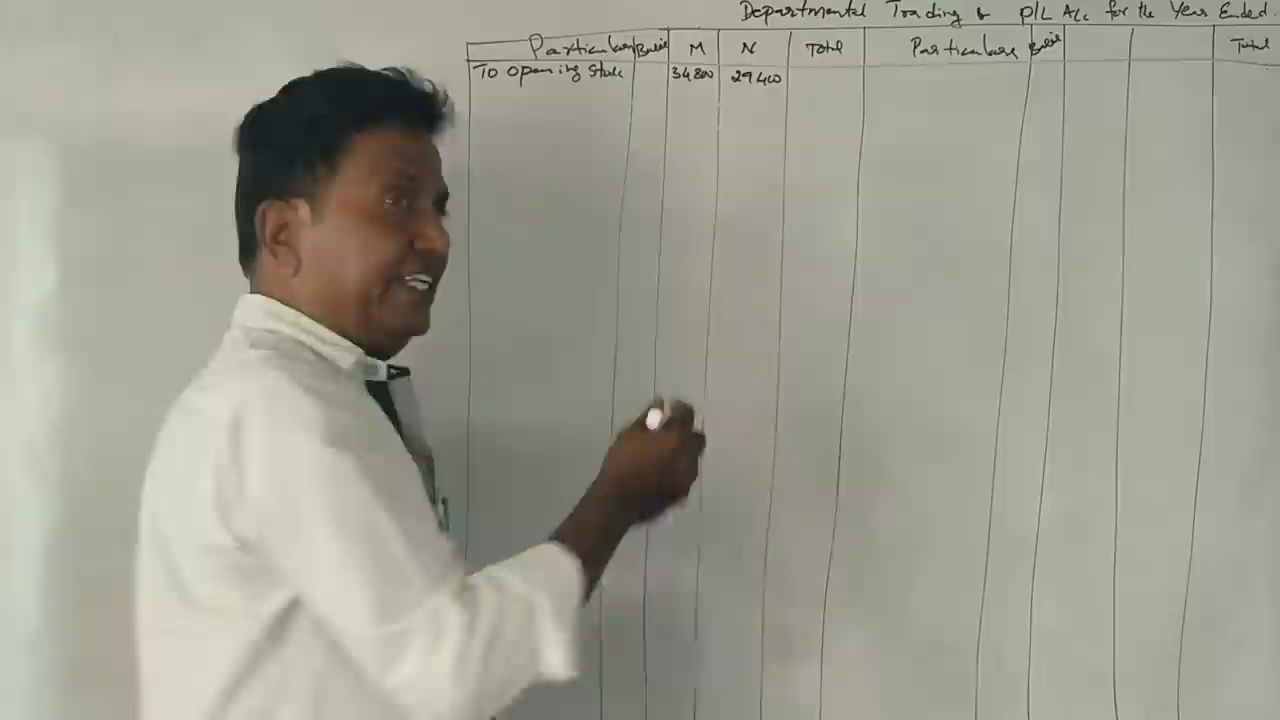 Departmental Trading & P/L A/c for the Year Ended.
Particulars Basis M N Total Particulars Basis Total
To Opening Stock 34800 29400